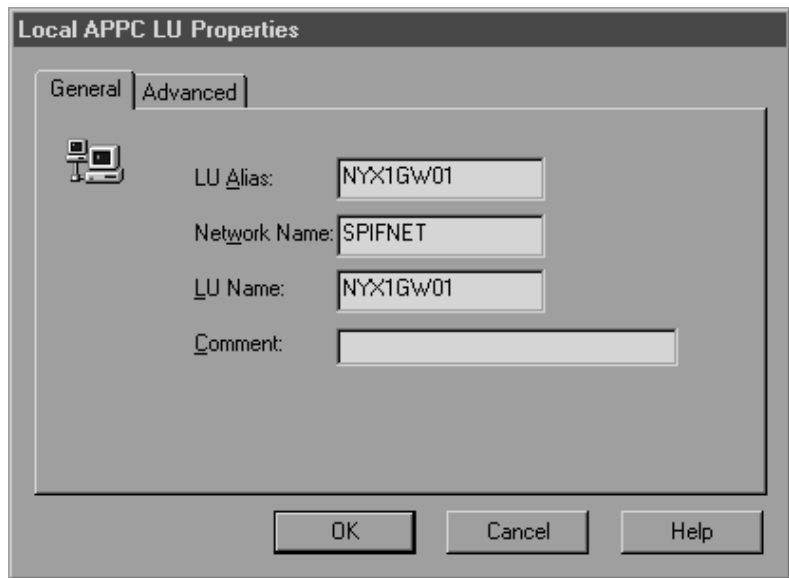 Local APPC LU Properties
General Advanced
LU Alias: NYX1GW01
Network Name: SPIFNET
LU Name: NYX1GW01
Comment:
OK Cancel Help